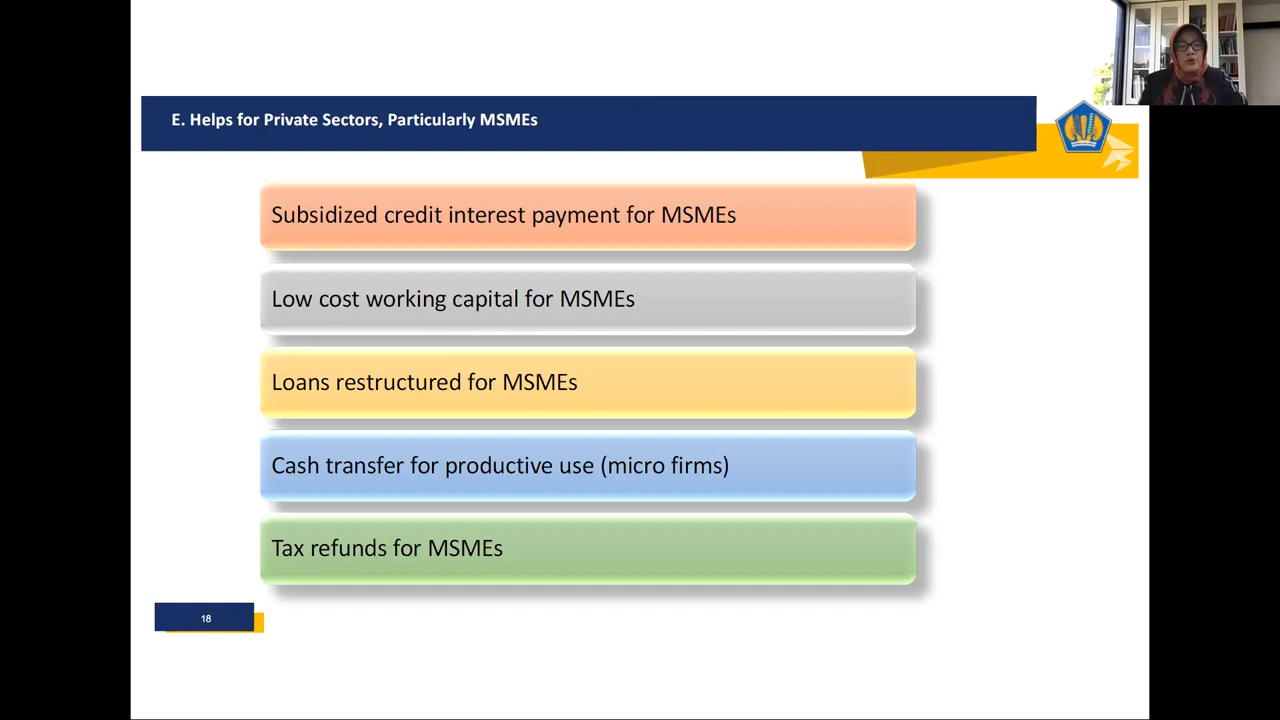 E. Helps for Private Sectors, Particularly MSMEs
Subsidized credit interest payment for MSMEs
Low cost working capital for MSMEs
Loans restructured for MSMEs
Cash transfer for productive use (micro firms)
Tax refunds for MSMEs
18